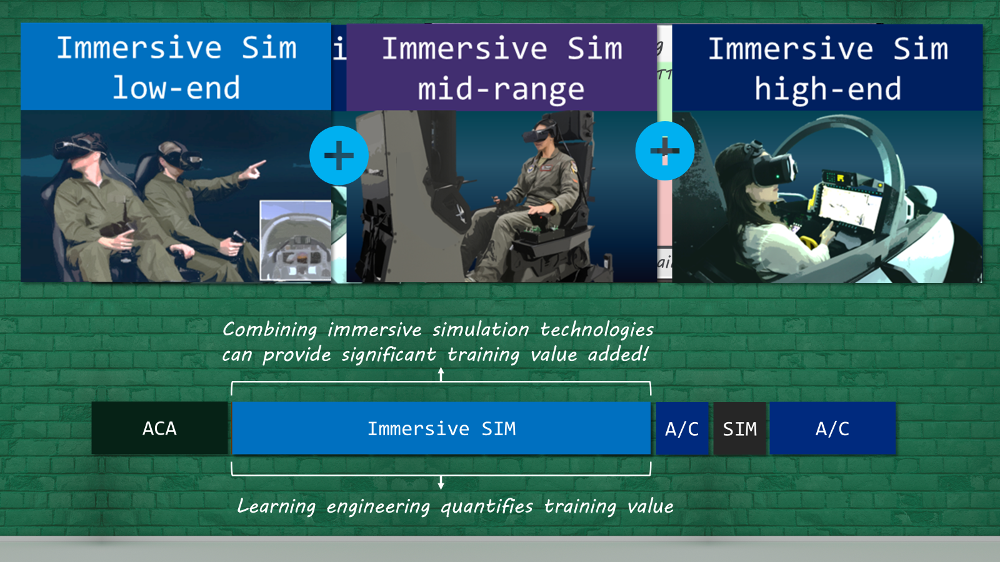 Immersive Sim
low-end
Immersive Sim
mid-range
Immersive Sim
high-end
Combining immersive simulation technologies
can provide significant training value added!
ACA
Immersive SIM
A/C
SIM
A/C
Learning engineering quantifies training value